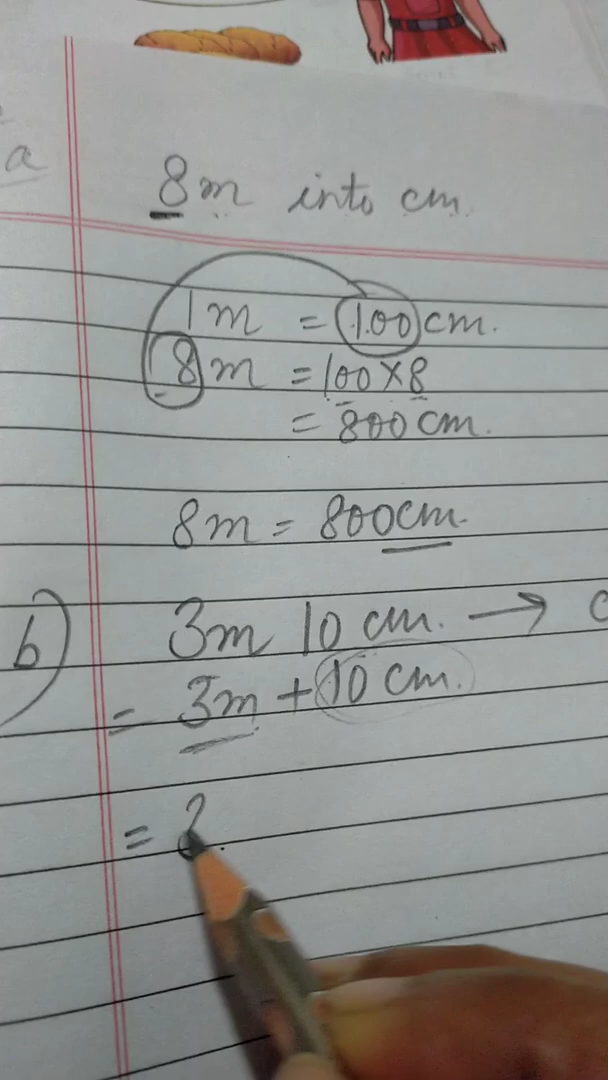 a
8m into cm.
1m = 100 cm.
8m = 100×8
= 800 cm.
8m = 800cm.
b) 3m 10 cm. → c
= 3m + 10 cm.
= 3